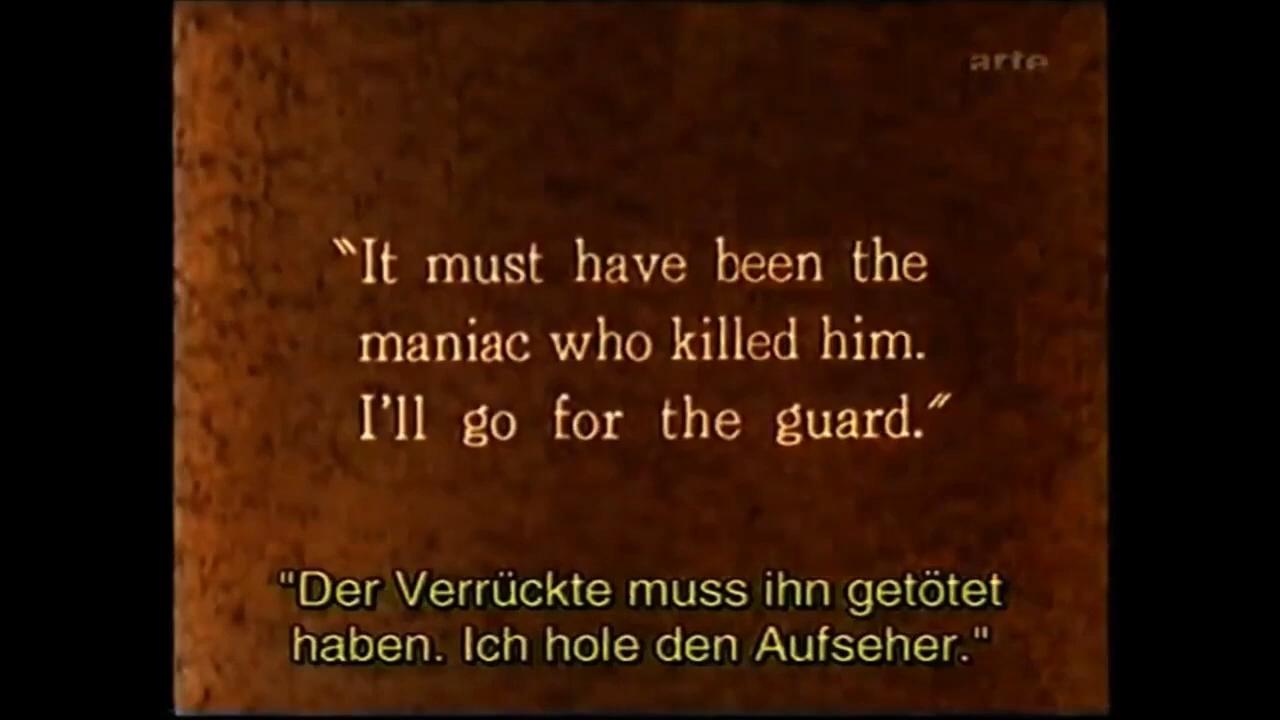 arte
"It must have been the
maniac who killed him.
I'll go for the guard."
"Der Verrückte muss ihn getötet
haben. Ich hole den Aufseher."